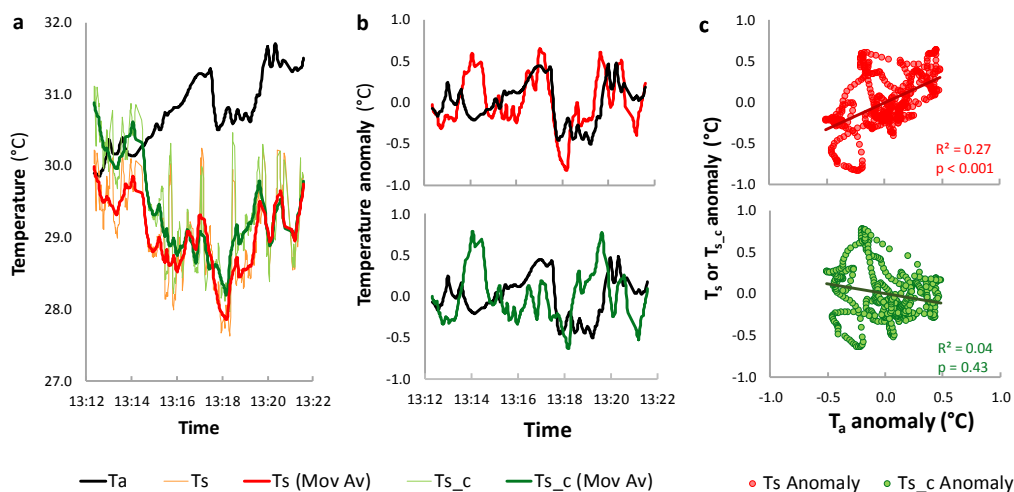 a
Temperature (°C)
32.0
31.0
30.0
29.0
28.0
27.0
13:12 13:14 13:16 13:18 13:20 13:22
Time
b
Temperature anomaly (°C)
1.0
0.5
0.0
-0.5
-1.0
1.0
0.5
0.0
-0.5
-1.0
13:12 13:14 13:16 13:18 13:20 13:22
Time
c
Ts or Ts_c anomaly (°C)
1.0
0.5
0.0
-0.5
-1.0
R² = 0.27
p < 0.001
1.0
0.5
0.0
-0.5
-1.0
R² = 0.04
p = 0.43
-1.0 -0.5 0.0 0.5 1.0
Ta anomaly (°C)
Ta Ts Ts (Mov Av) Ts_c Ts_c (Mov Av)
Ts Anomaly Ts_c Anomaly